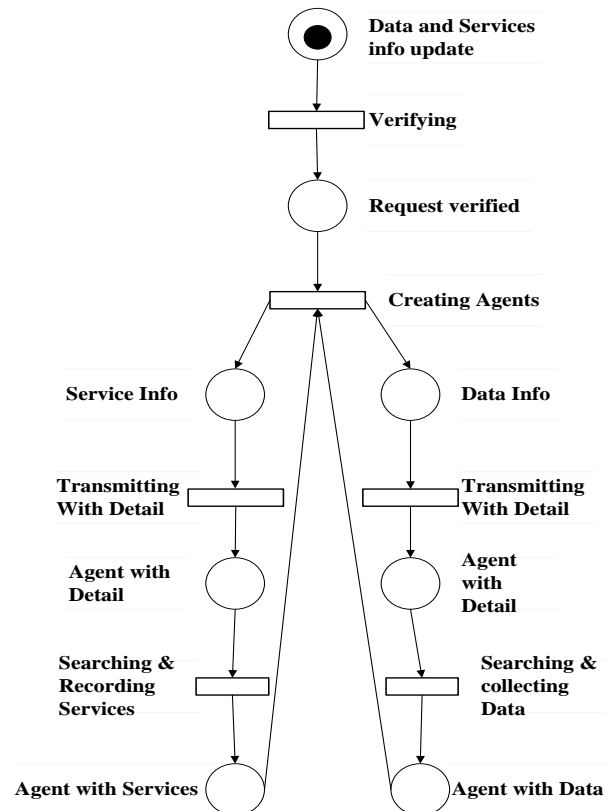 Data and Services
info update
Verifying
Request verified
Creating Agents
Service Info
Data Info
Transmitting
With Detail
Transmitting
With Detail
Agent with
Detail
Agent
with
Detail
Searching &
Recording
Services
Searching &
collecting
Data
Agent with Services
Agent with Data